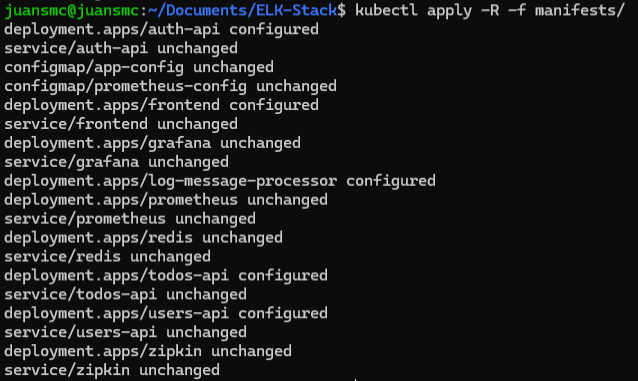 juansmc@juansmc:~/Documents/ELK-Stack$ kubectl apply -R -f manifests/
deployment.apps/auth-api configured
service/auth-api unchanged
configmap/app-config unchanged
configmap/prometheus-config unchanged
deployment.apps/frontend configured
service/frontend unchanged
deployment.apps/grafana unchanged
service/grafana unchanged
deployment.apps/log-message-processor configured
deployment.apps/prometheus unchanged
service/prometheus unchanged
deployment.apps/redis unchanged
service/redis unchanged
deployment.apps/todos-api configured
service/todos-api unchanged
deployment.apps/users-api configured
service/users-api unchanged
deployment.apps/zipkin unchanged
service/zipkin unchanged